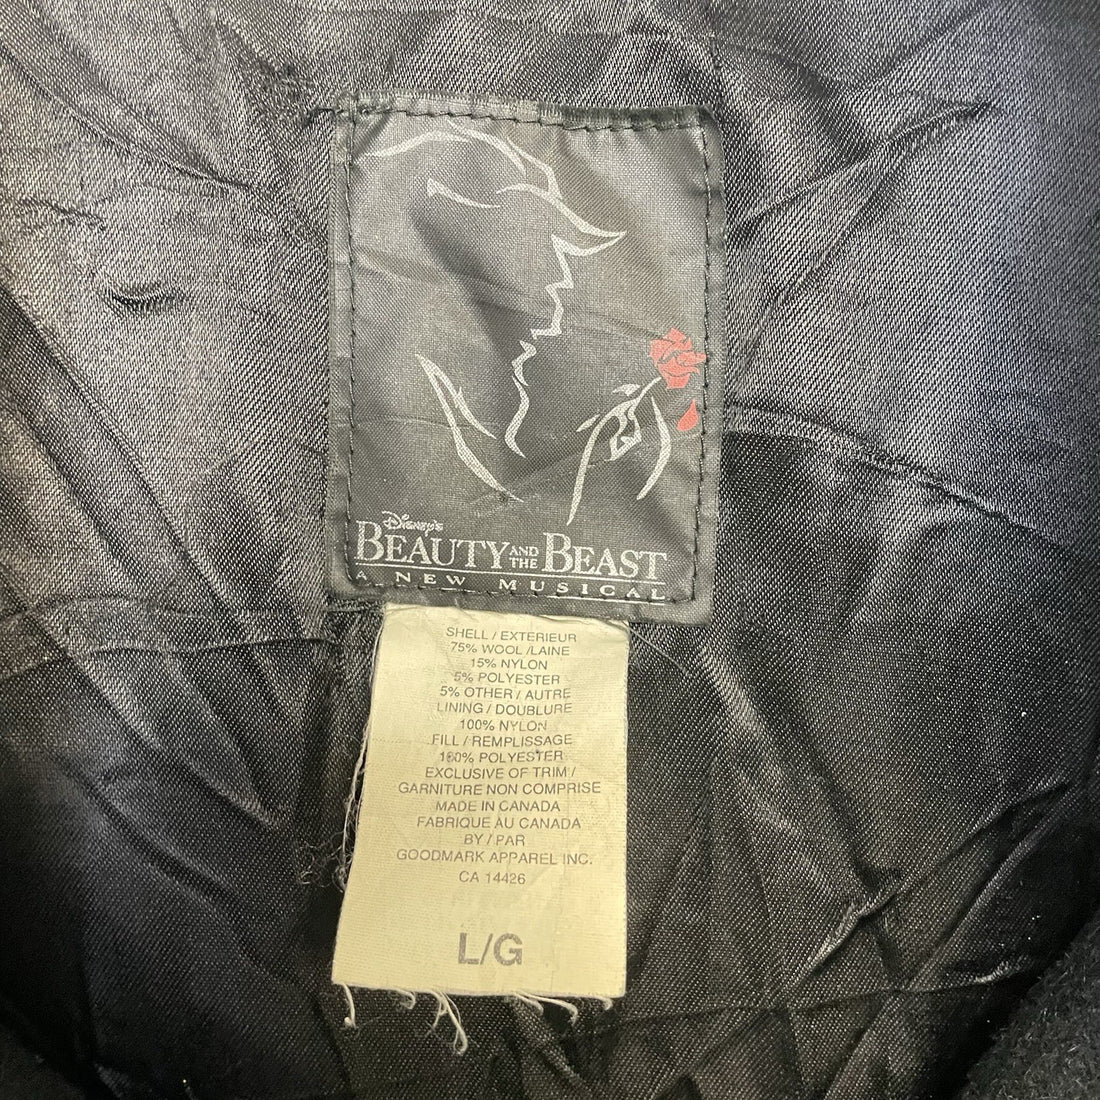 Disney's
BEAUTY AND THE BEAST
A NEW MUSICAL
SHELL / EXTERIEUR
75% WOOL /LAINE
15% NYLON
5% POLYESTER
5% OTHER / AUTRE
LINING / DOUBLURE
100% NYLON
FILL / REMPLISSAGE
100% POLYESTER
EXCLUSIVE OF TRIM /
GARNITURE NON COMPRISE
MADE IN CANADA
FABRIQUE AU CANADA
BY / PAR
GOODMARK APPAREL INC.
CA 14426
L/G